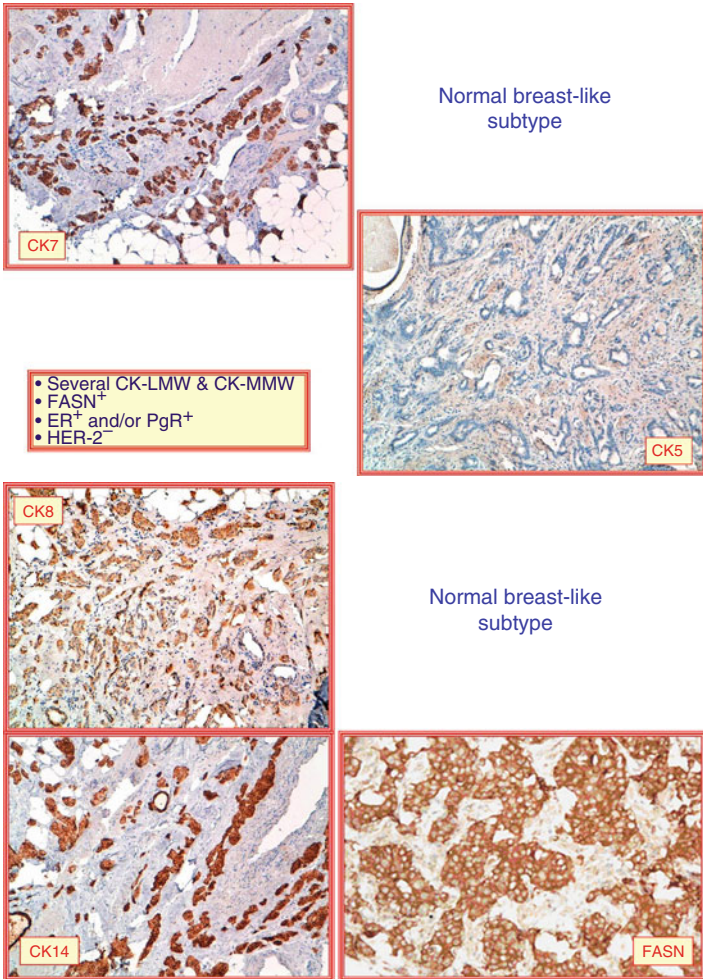 Normal breast-like
subtype
CK7
CK5
• Several CK-LMW & CK-MMW
• FASN+
• ER+ and/or PgR+
• HER-2−
CK8
Normal breast-like
subtype
CK14
FASN